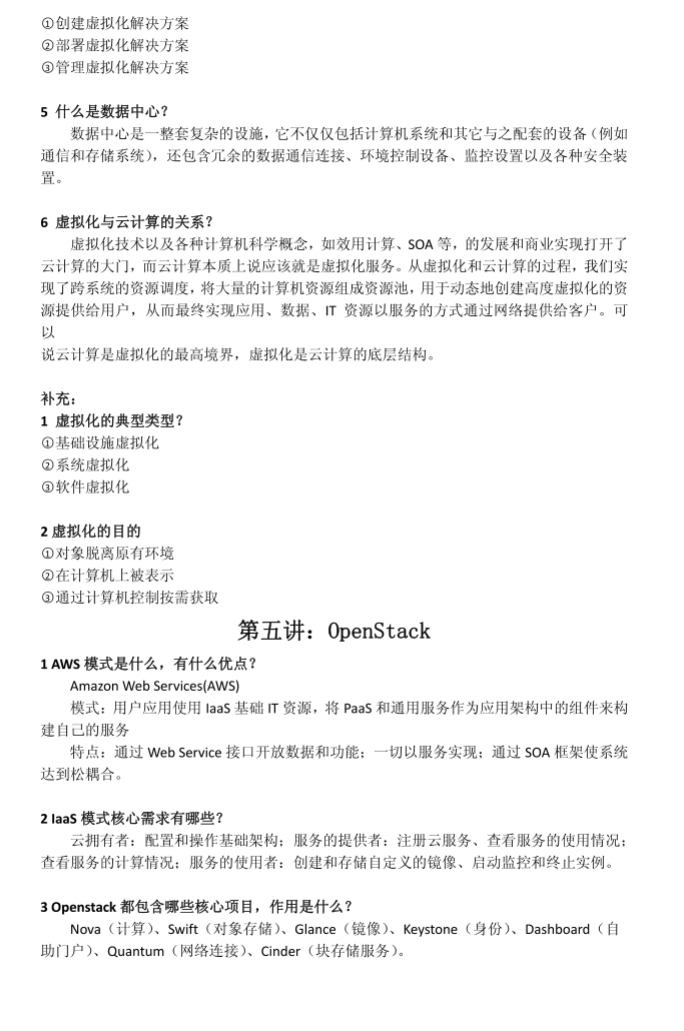 ①创建虚拟化解决方案
②部署虚拟化解决方案
③管理虚拟化解决方案
5 什么是数据中心？
数据中心是一整套复杂的设施，它不仅仅包括计算机系统和其它与之配套的设备（例如
通信和存储系统），还包含冗余的数据通信连接、环境控制设备、监控设置以及各种安全装
置。
6 虚拟化与云计算的关系？
虚拟化技术以及各种计算机科学概念，如效用计算、SOA 等，的发展和商业实现打开了
云计算的大门，而云计算本质上说应该就是虚拟化服务。从虚拟化和云计算的过程，我们实
现了跨系统的资源调度，将大量的计算机资源组成资源池，用于动态地创建高度虚拟化的资
源提供给用户，从而最终实现应用、数据、IT 资源以服务的方式通过网络提供给客户。可
以
说云计算是虚拟化的最高境界，虚拟化是云计算的底层结构。
补充：
1 虚拟化的典型类型？
①基础设施虚拟化
②系统虚拟化
③软件虚拟化
2 虚拟化的目的
①对象脱离原有环境
②在计算机上被表示
③通过计算机控制按需获取
第五讲：OpenStack
1 AWS 模式是什么，有什么优点？
Amazon Web Services(AWS)
模式：用户应用使用 IaaS 基础 IT 资源，将 PaaS 和通用服务作为应用架构中的组件来构
建自己的服务
特点：通过 Web Service 接口开放数据和功能；一切以服务实现；通过 SOA 框架使系统
达到松耦合。
2 IaaS 模式核心需求有哪些？
云拥有者：配置和操作基础架构；服务的提供者：注册云服务、查看服务的使用情况；
查看服务的计算情况；服务的使用者：创建和存储自定义的镜像、启动监控和终止实例。
3 Openstack 都包含哪些核心项目，作用是什么？
Nova（计算）、Swift（对象存储）、Glance（镜像）、Keystone（身份）、Dashboard（自
助门户）、Quantum（网络连接）、Cinder（块存储服务）。